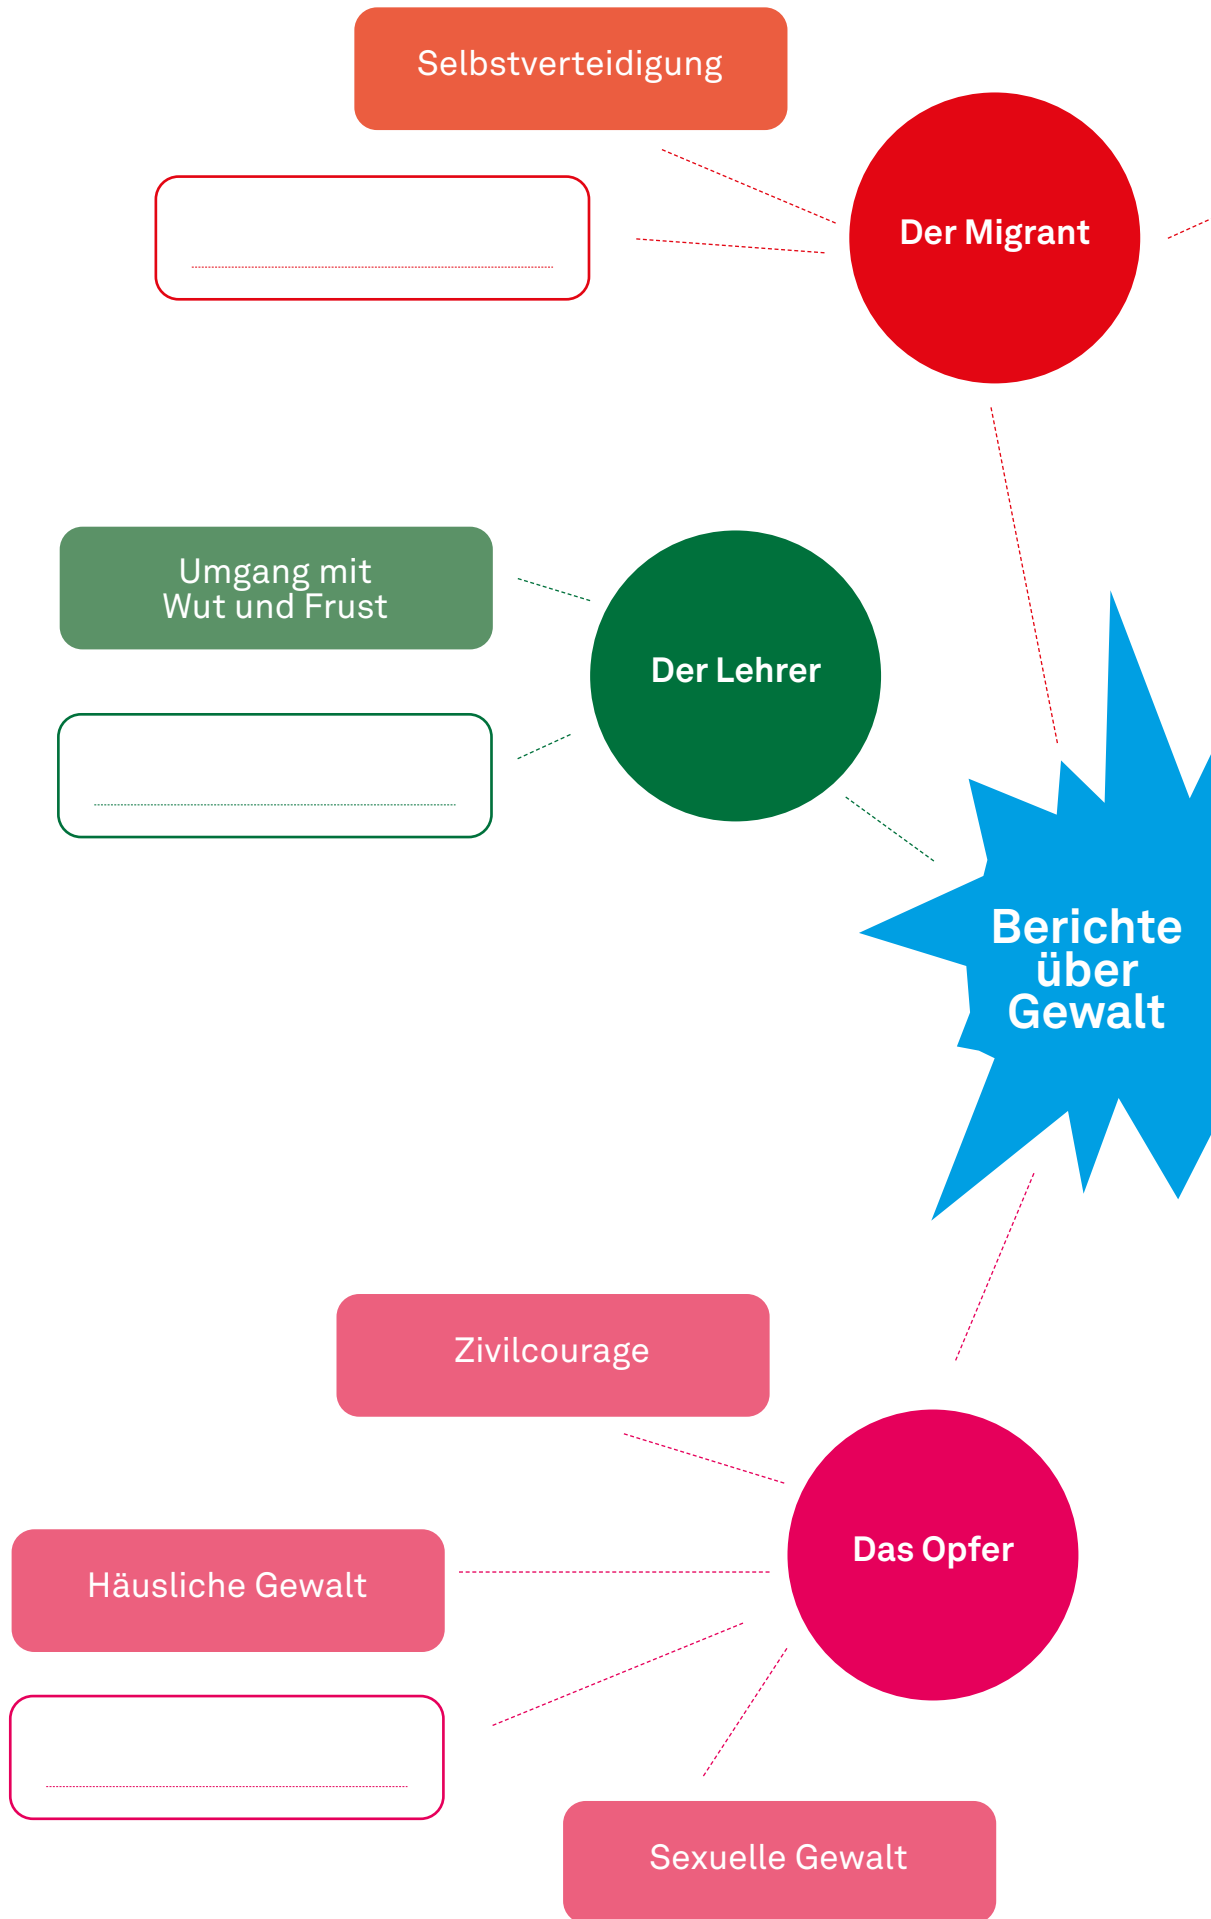 Selbstverteidigung
Der Migrant
Umgang mit
Wut und Frust
Der Lehrer
Berichte
über
Gewalt
Zivilcourage
Das Opfer
Häusliche Gewalt
Sexuelle Gewalt